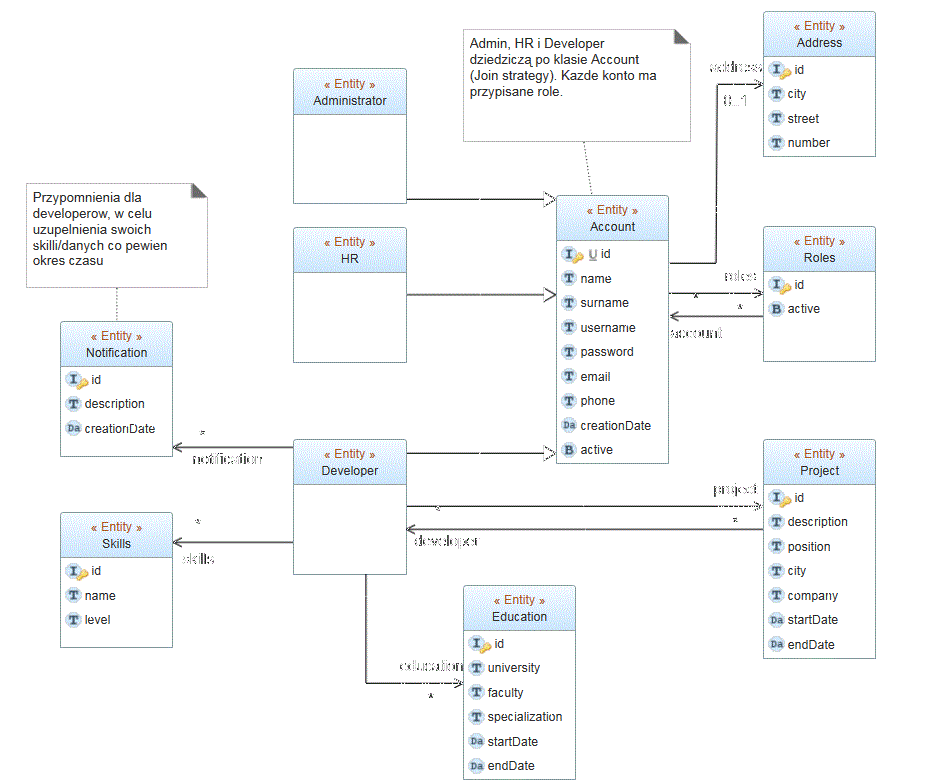 « Entity »
Address
id
city
street
number
Admin, HR i Developer
dziedziczą po klasie Account
(Join strategy). Kazde konto ma
przypisane role.
« Entity »
Administrator
address
0..1
Przypomnienia dla
developerow, w celu
uzupelnienia swoich
skilli/danych co pewien
okres czasu
« Entity »
Account
U id
name
surname
username
password
email
phone
creationDate
active
« Entity »
HR
« Entity »
Roles
id
active
roles
*
*
account
« Entity »
Notification
id
description
creationDate
*
notification
« Entity »
Developer
« Entity »
Project
id
description
position
city
company
startDate
endDate
project
*
*
developer
« Entity »
Skills
id
name
level
*
skills
« Entity »
Education
id
university
faculty
specialization
startDate
endDate
education
*